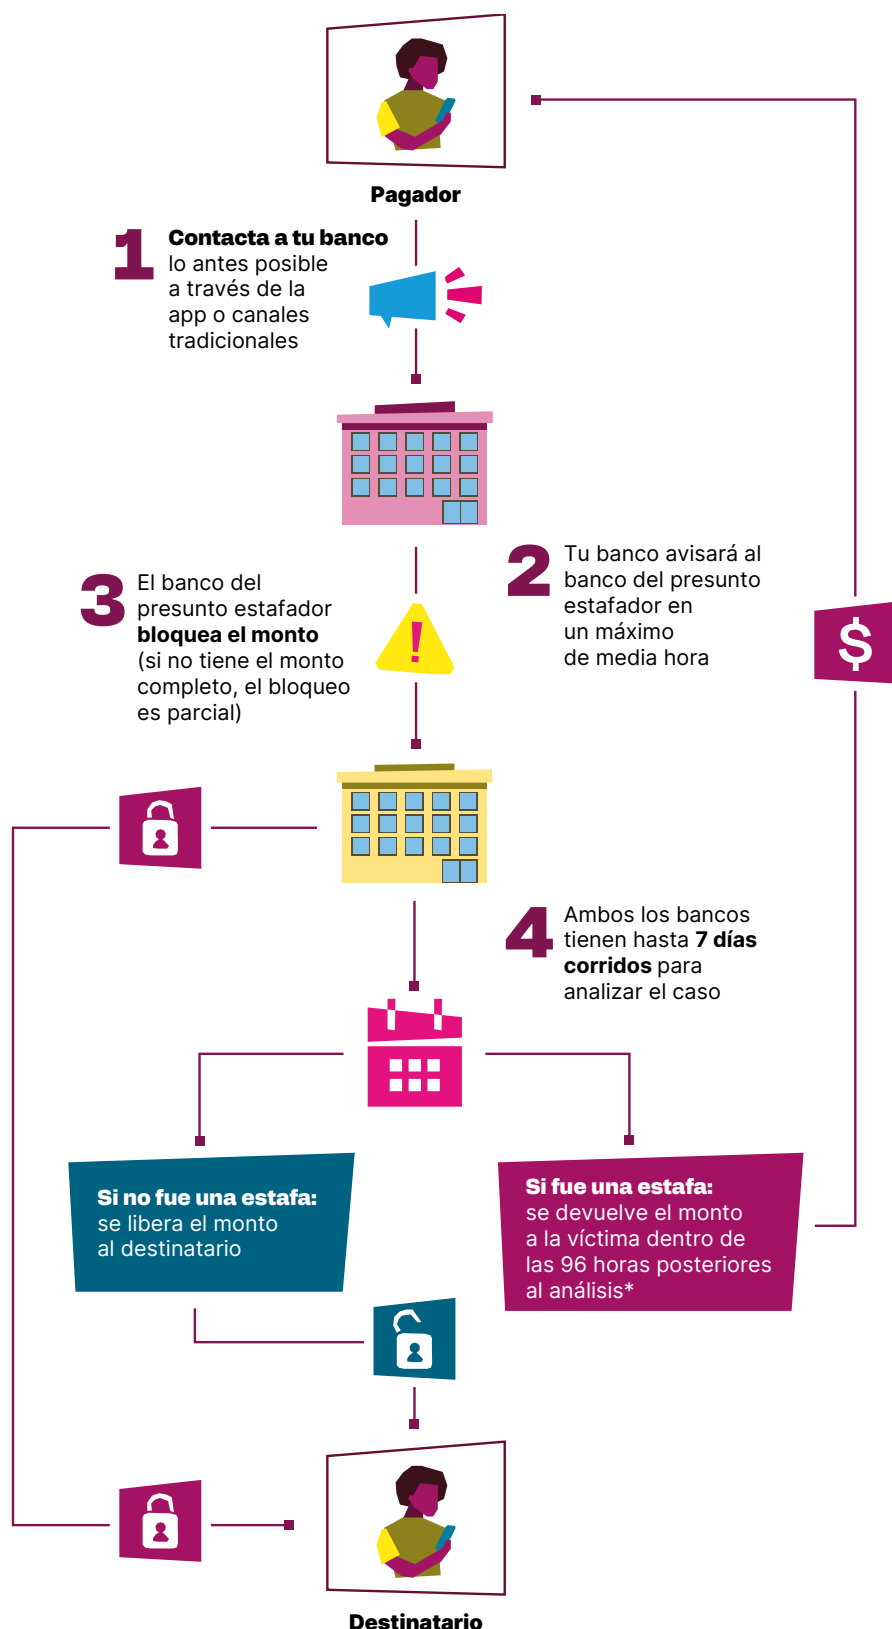 Pagador
1
Contacta a tu banco
lo antes posible
a través de la
app o canales
tradicionales
2
Tu banco avisará al
banco del presunto
estafador en
un máximo
de media hora
3
El banco del
presunto estafador
bloquea el monto
(si no tiene el monto
completo, el bloqueo
es parcial)
!
$
4
Ambos los bancos
tienen hasta 7 días
corridos para
analizar el caso
Si no fue una estafa:
se libera el monto
al destinatario
Si fue una estafa:
se devuelve el monto
a la víctima dentro de
las 96 horas posteriores
al análisis*
Destinatario